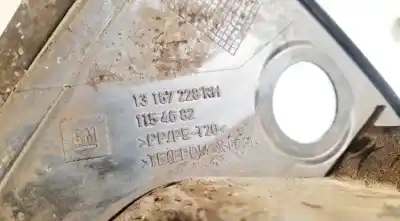 GM
13 167 228 RH
115 46 82
>PP/PE-T20<